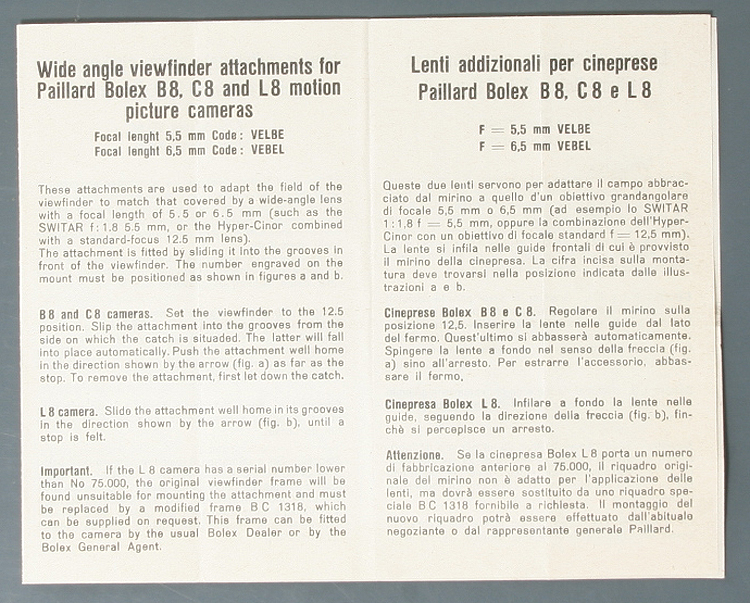 Wide angle viewfinder attachments for
Paillard Bolex B 8, C 8 and L 8 motion
picture cameras
Focal lenght 5,5 mm Code : VELBE
Focal lenght 6,5 mm Code : VEBEL
These attachments are used to adapt the field of the
viewfinder to match that covered by a wide-angle lens
with a focal length of 5.5 or 6.5 mm (such as the
SWITAR f : 1.8 5.5 mm, or the Hyper-Cinor combined
with a standard-focus 12.5 mm lens).
The attachment is fitted by sliding it into the grooves in
front of the viewfinder. The number engraved on the
mount must be positioned as shown in figures a and b.
B 8 and C 8 cameras. Set the viewfinder to the 12.5
position. Slip the attachment into the grooves from the
side on which the catch is situaded. The latter will fall
into place automatically. Push the attachment well home
in the direction shown by the arrow (fig. a) as far as the
stop. To remove the attachment, first let down the catch.
L 8 camera. Slido the attachment well home in its grooves
in the direction shown by the arrow (fig. b), until a
stop is felt.
Important. If the L 8 camera has a serial number lower
than No 75.000, the original viewfinder frame will be
found unsuitable for mounting the attachment and must
be replaced by a modified frame B C 1318, which
can be supplied on request. This frame can be fitted
to the camera by the usual Bolex Dealer or by the
Bolex General Agent.
Lenti addizionali per cineprese
Paillard Bolex B 8, C 8 e L 8
F = 5,5 mm VELBE
F = 6,5 mm VEBEL
Queste due lenti servono per adattare il campo abbrac-
ciato dal mirino a quello d'un obiettivo grandangolare
di focale 5,5 mm o 6,5 mm (ad esempio lo SWITAR
1 : 1,8 f = 5,5 mm, oppure la combinazione dell'Hyper-
Cinor con un obiettivo di focale standard f = 12,5 mm).
La lente si infila nelle guide frontali di cui è provvisto
il mirino della cinepresa. La cifra incisa sulla monta-
tura deve trovarsi nella posizione indicata dalle illus-
trazioni a e b.
Cineprese Bolex B 8 e C 8. Regolare il mirino sulla
posizione 12,5. Inserire la lente nelle guide dal lato
del fermo. Quest'ultimo si abbasserà automaticamente.
Spingere la lente a fondo nel senso della freccia (fig.
a) sino all'arresto. Per estrarre l'accessorio, abbas-
sare il fermo.
Cinepresa Bolex L 8. Infilare a fondo la lente nelle
guide, seguendo la direzione della freccia (fig. b), fin-
chè si percepisce un arresto.
Attenzione. Se la cinepresa Bolex L 8 porta un numero
di fabbricazione anteriore al 75.000, il riquadro origi-
nale del mirino non è adatto per l'applicazione delle
lenti, ma dovrà essere sostituito da uno riquadro spe-
ciale B C 1318 fornibile a richiesta. Il montaggio del
nuovo riquadro potrà essere effettuato dall'abituale
negoziante o dal rappresentante generale Paillard.